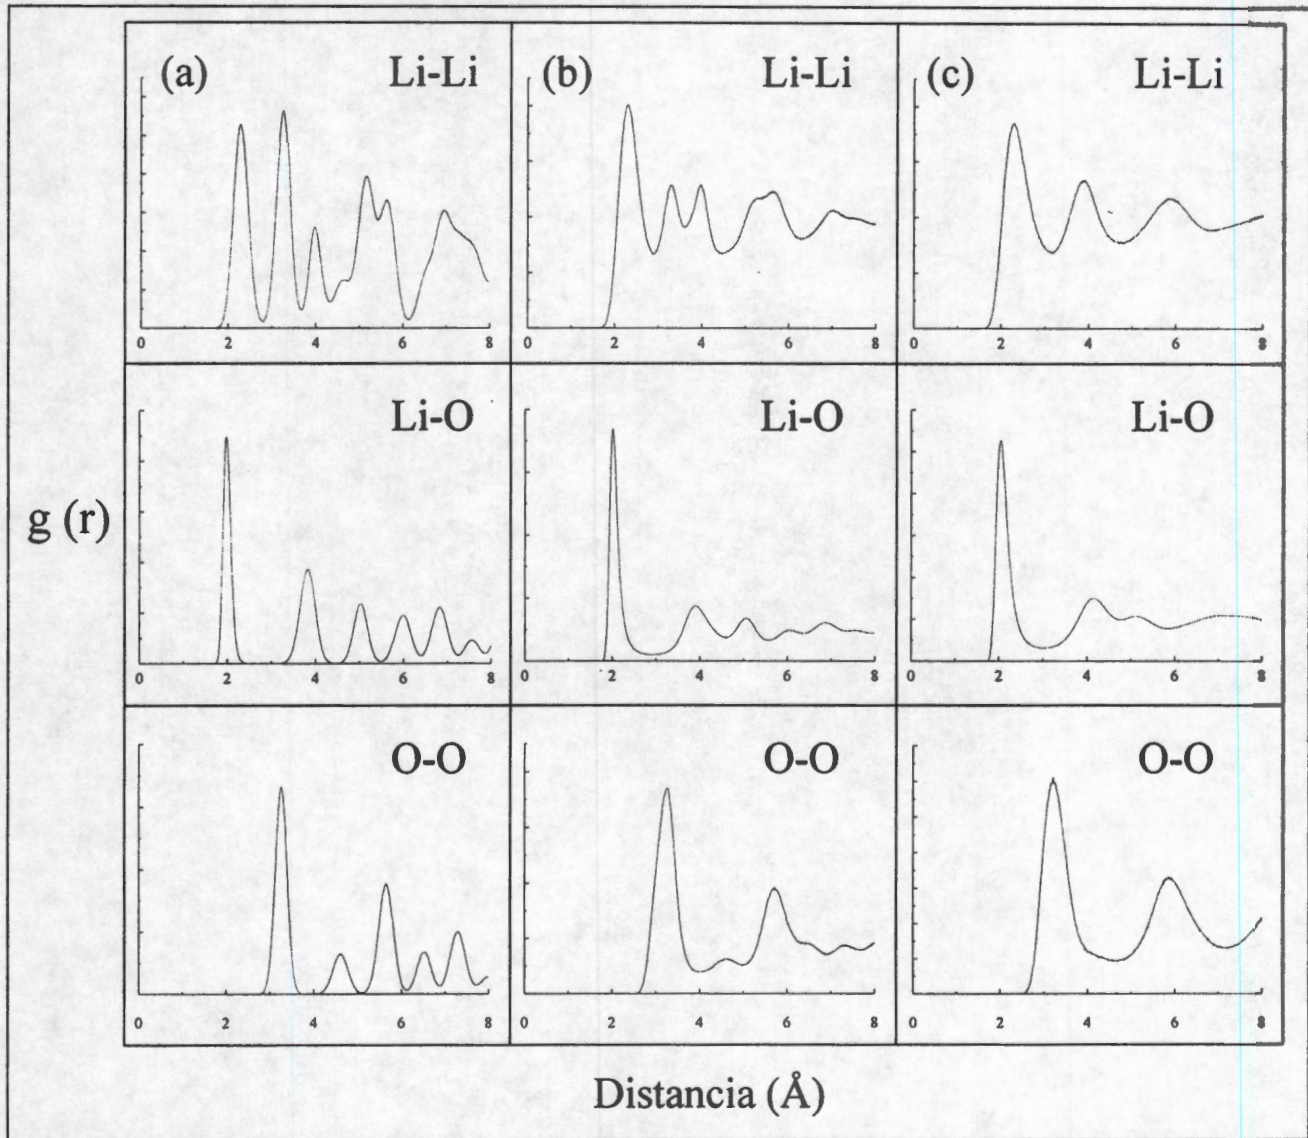 (a) Li-Li (b) Li-Li (c) Li-Li
0 2 4 6 8 0 2 4 6 8 0 2 4 6 8
Li-O Li-O Li-O
g (r)
0 2 4 6 8 0 2 4 6 8 0 2 4 6 8
O-O O-O O-O
0 2 4 6 8 0 2 4 6 8 0 2 4 6 8
Distancia (Å)